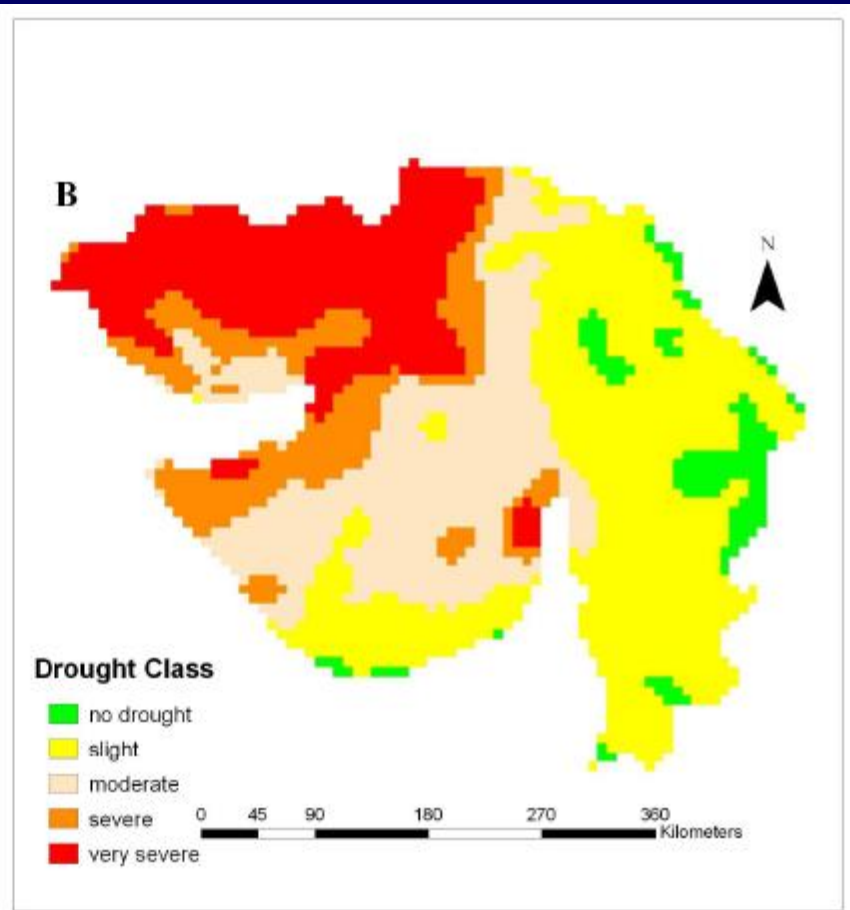 B
N
Drought Class
no drought
slight
moderate
severe
very severe
0 45 90 180 270 360
Kilometers